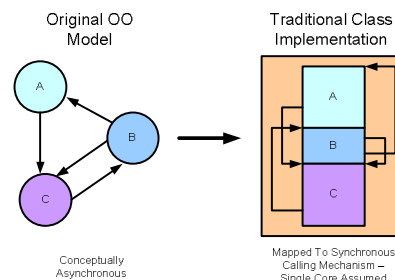 Original OO
Model
Traditional Class
Implementation
A
B
C
A
B
C
Conceptually
Asynchronous
Mapped To Synchronous
Calling Mechanism –
Single Core Assumed